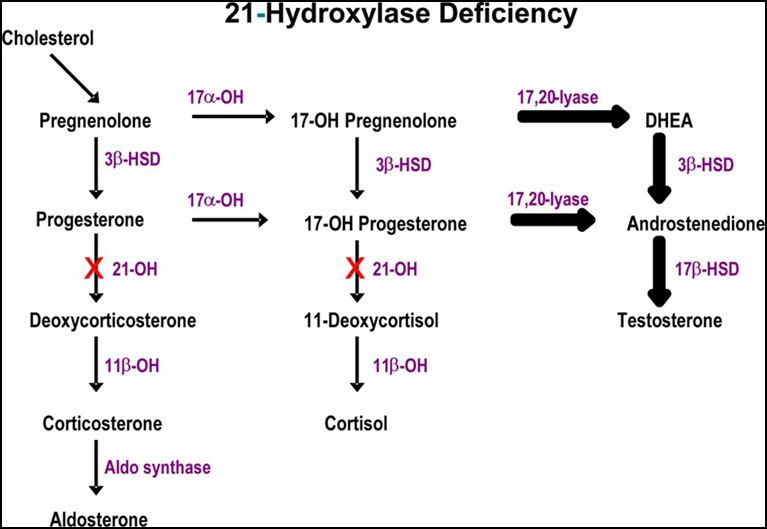 21-Hydroxylase Deficiency
Cholesterol
17α-OH
17,20-lyase
Pregnenolone
17-OH Pregnenolone
DHEA
3β-HSD
3β-HSD
3β-HSD
17α-OH
17,20-lyase
Progesterone
17-OH Progesterone
Androstenedione
X 21-OH
X 21-OH
17β-HSD
Deoxycorticosterone
11-Deoxycortisol
Testosterone
11β-OH
11β-OH
Corticosterone
Cortisol
Aldo synthase
Aldosterone